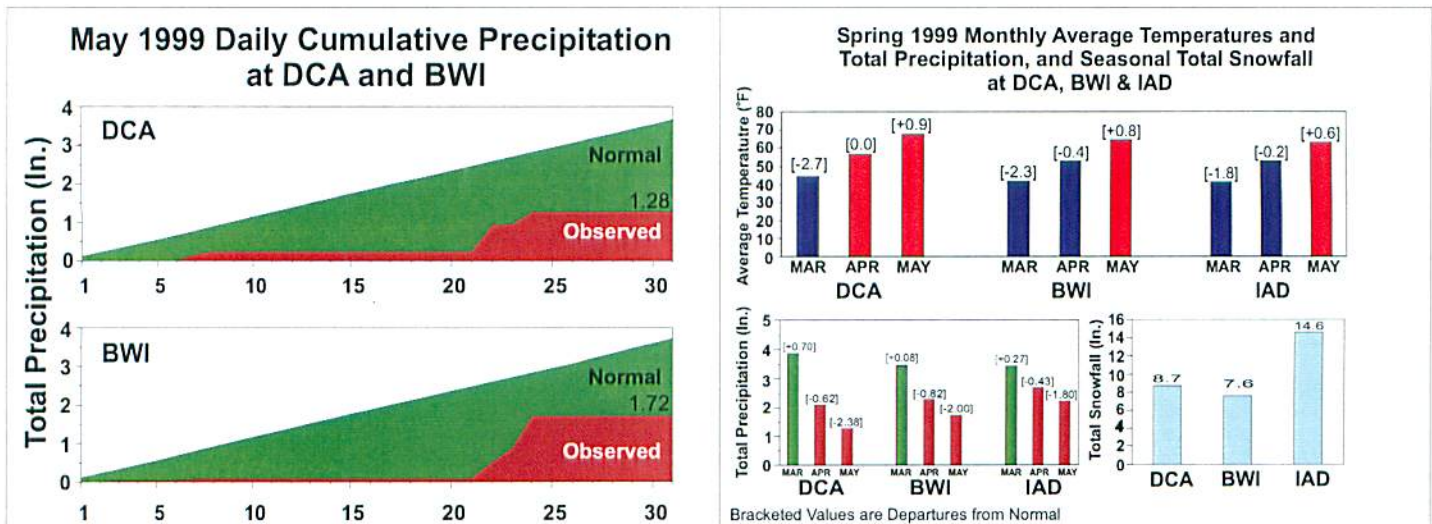 May 1999 Daily Cumulative Precipitation
at DCA and BWI
Total Precipitation (In.)
4
3
2
1
0
DCA
Normal
1.28
Observed
1 5 10 15 20 25 30
4
3
2
1
0
BWI
Normal
1.72
Observed
1 5 10 15 20 25 30
Spring 1999 Monthly Average Temperatures and
Total Precipitation, and Seasonal Total Snowfall
at DCA, BWI & IAD
Average Temperatutre (°F)
80
70
60
50
40
30
20
10
0
[-2.7] [0.0] [+0.9] [-2.3] [-0.4] [+0.8] [-1.8] [-0.2] [+0.6]
MAR APR MAY MAR APR MAY MAR APR MAY
DCA BWI IAD
Total Precipitation (In.)
5
4
3
2
1
0
[+0.70] [-0.62] [-2.38] [+0.08] [-0.82] [-2.00] [+0.27] [-0.43] [-1.80]
MAR APR MAY MAR APR MAY MAR APR MAY
DCA BWI IAD
Total Snowfall (In.)
16
14
12
10
8
6
4
2
0
8.7 7.6 14.6
DCA BWI IAD
Bracketed Values are Departures from Normal